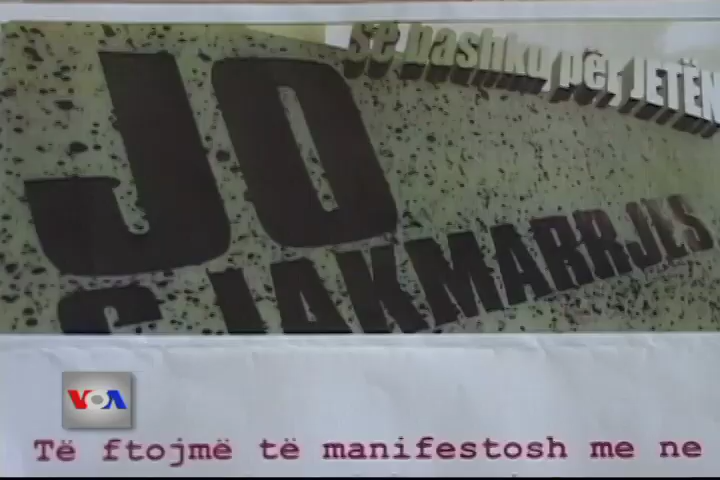 së bashku për JETËN
JO
GJAKMARRJES
VOA
Të ftojmë të manifestosh me ne